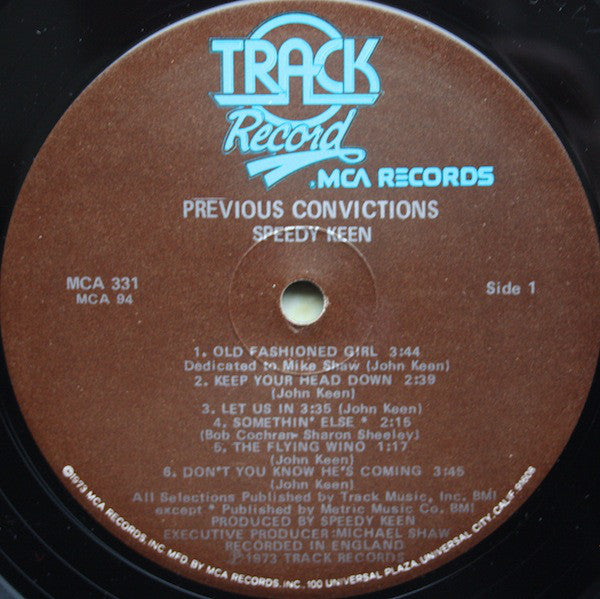 TRACK
Record
MCA RECORDS
PREVIOUS CONVICTIONS
SPEEDY KEEN
MCA 331
MCA 94
Side 1
1. OLD FASHIONED GIRL 3:44
Dedicated to Mike Shaw (John Keen)
2. KEEP YOUR HEAD DOWN 2:39
(John Keen)
3. LET US IN 3:35 (John Keen)
4. SOMETHIN' ELSE * 2:15
(Bob Cochran- Sharon Sheeley)
5. THE FLYING WINO 1:17
(John Keen)
6. DON'T YOU KNOW HE'S COMING 3:45
(John Keen)
All Selections Published by Track Music, Inc. BMI
except * Published by Metric Music Co. BMI
PRODUCED BY SPEEDY KEEN
EXECUTIVE PRODUCER: MICHAEL SHAW
RECORDED IN ENGLAND
Ⓟ1973 TRACK RECORDS
©1973 MCA RECORDS, INC. MFD BY MCA RECORDS, INC., 100 UNIVERSAL PLAZA, UNIVERSAL CITY, CALIF. 91608